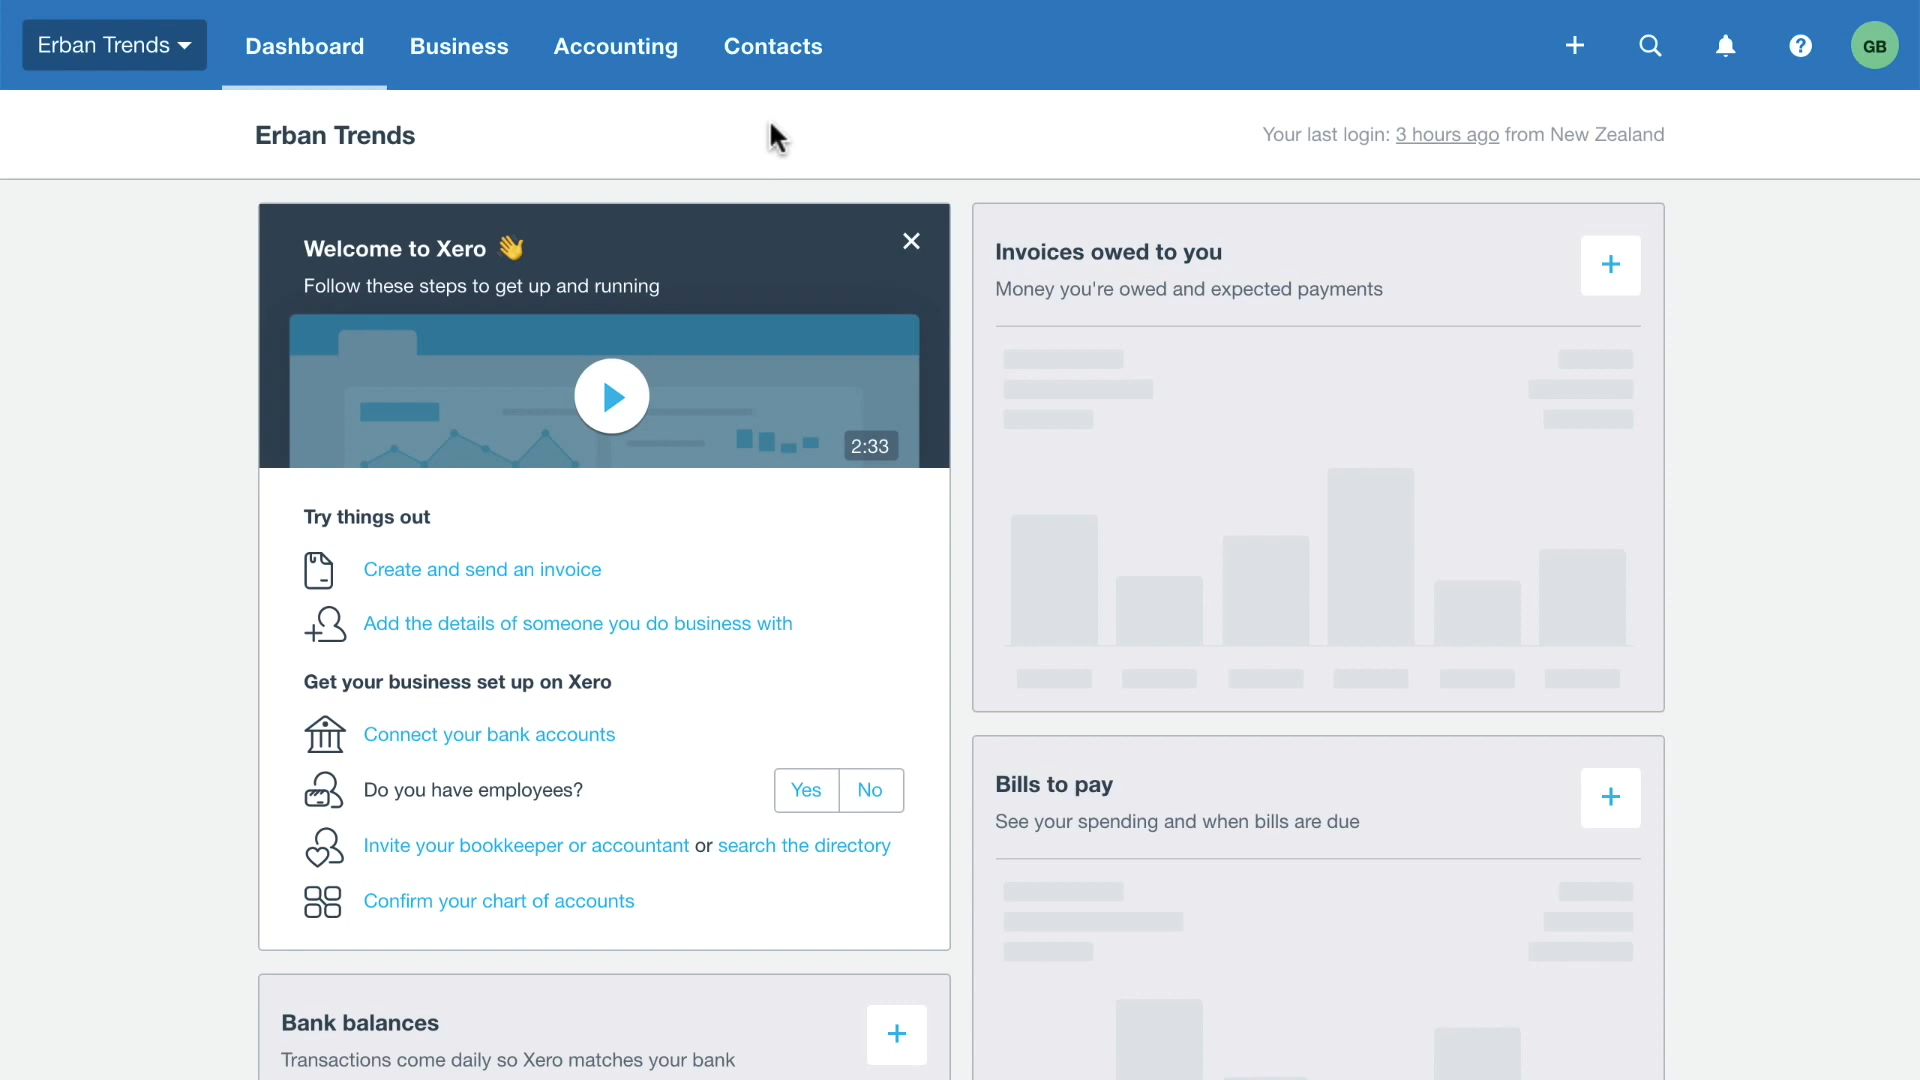 Erban Trends
Dashboard
Business
Accounting
Contacts
GB
Erban Trends
Your last login: 3 hours ago from New Zealand
Welcome to Xero 👋
Follow these steps to get up and running
2:33
Try things out
Create and send an invoice
Add the details of someone you do business with
Get your business set up on Xero
Connect your bank accounts
Do you have employees?
Yes
No
Invite your bookkeeper or accountant or search the directory
Confirm your chart of accounts
Bank balances
Transactions come daily so Xero matches your bank
Invoices owed to you
Money you're owed and expected payments
Bills to pay
See your spending and when bills are due